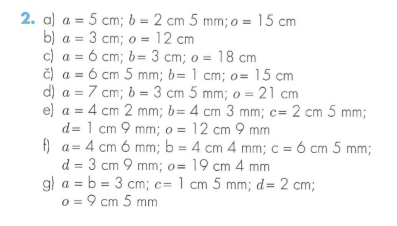 2. a) a = 5 cm; b = 2 cm 5 mm; o = 15 cm
b) a = 3 cm; o = 12 cm
c) a = 6 cm; b= 3 cm; o = 18 cm
č) a = 6 cm 5 mm; b= 1 cm; o= 15 cm
d) a = 7 cm; b = 3 cm 5 mm; o = 21 cm
e) a = 4 cm 2 mm; b= 4 cm 3 mm; c= 2 cm 5 mm;
d= 1 cm 9 mm; o = 12 cm 9 mm
f) a= 4 cm 6 mm; b = 4 cm 4 mm; c = 6 cm 5 mm;
d = 3 cm 9 mm; o= 19 cm 4 mm
g) a = b = 3 cm; c= 1 cm 5 mm; d= 2 cm;
o = 9 cm 5 mm